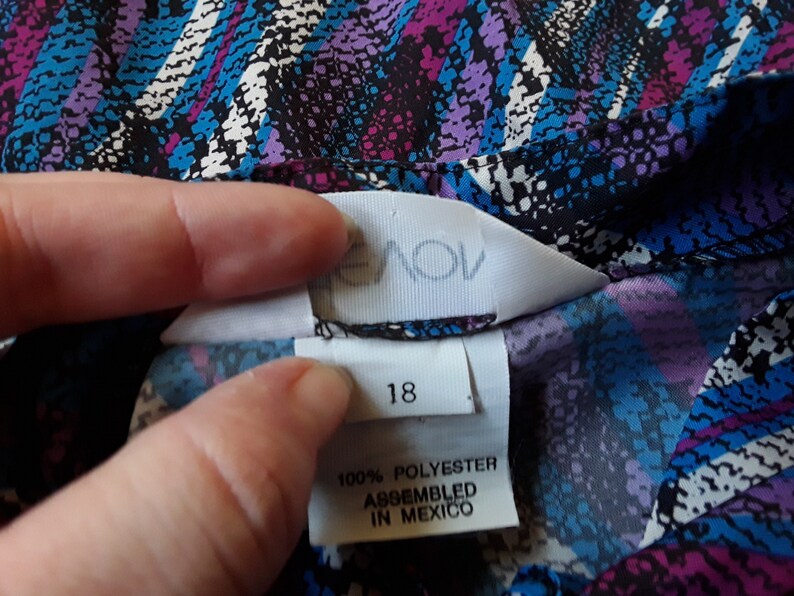 18
100% POLYESTER
ASSEMBLED
IN MEXICO